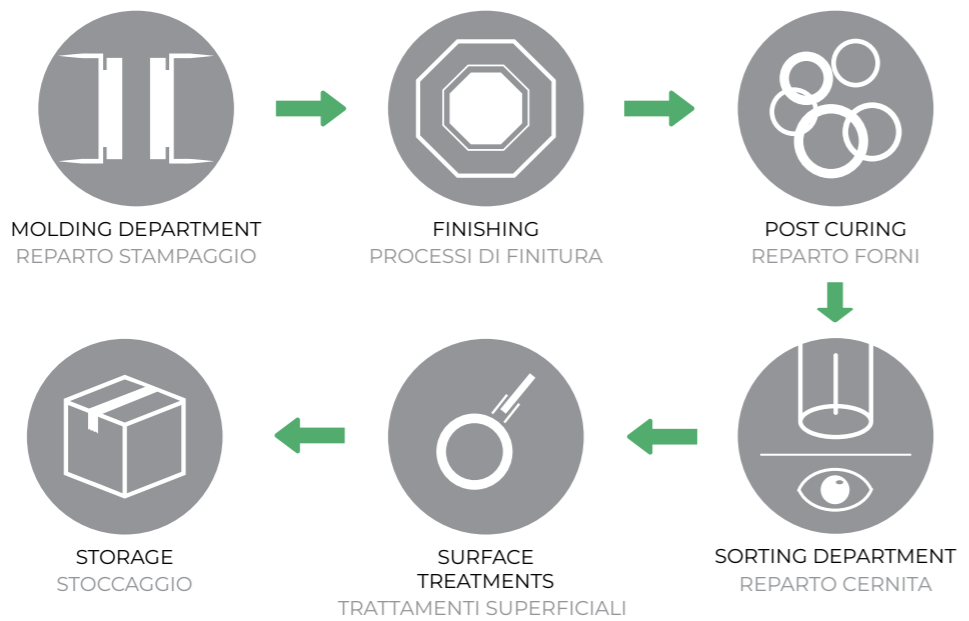 MOLDING DEPARTMENT
REPARTO STAMPAGGIO
FINISHING
PROCESSI DI FINITURA
POST CURING
REPARTO FORNI
STORAGE
STOCCAGGIO
SURFACE
TREATMENTS
TRATTAMENTI SUPERFICIALI
SORTING DEPARTMENT
REPARTO CERNITA